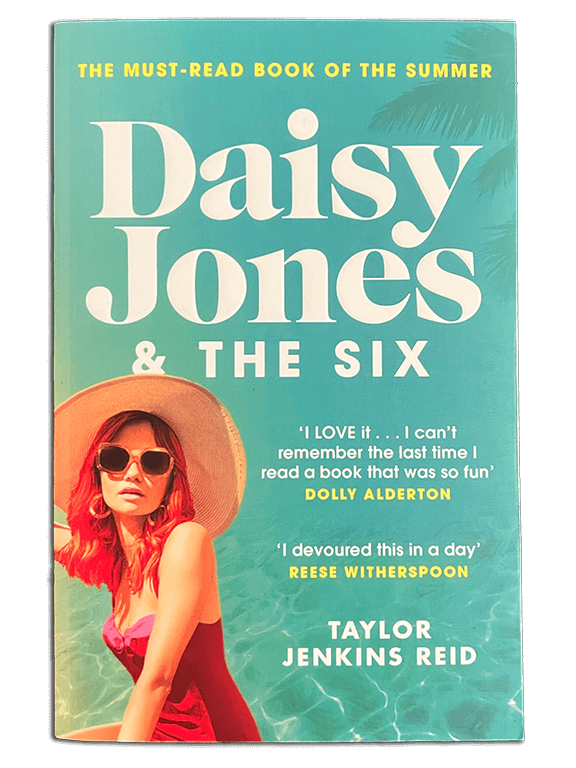 THE MUST-READ BOOK OF THE SUMMER
Daisy
Jones
& THE SIX
‘I LOVE it . . . I can’t
remember the last time I
read a book that was so fun’
DOLLY ALDERTON
‘I devoured this in a day’
REESE WITHERSPOON
TAYLOR
JENKINS REID